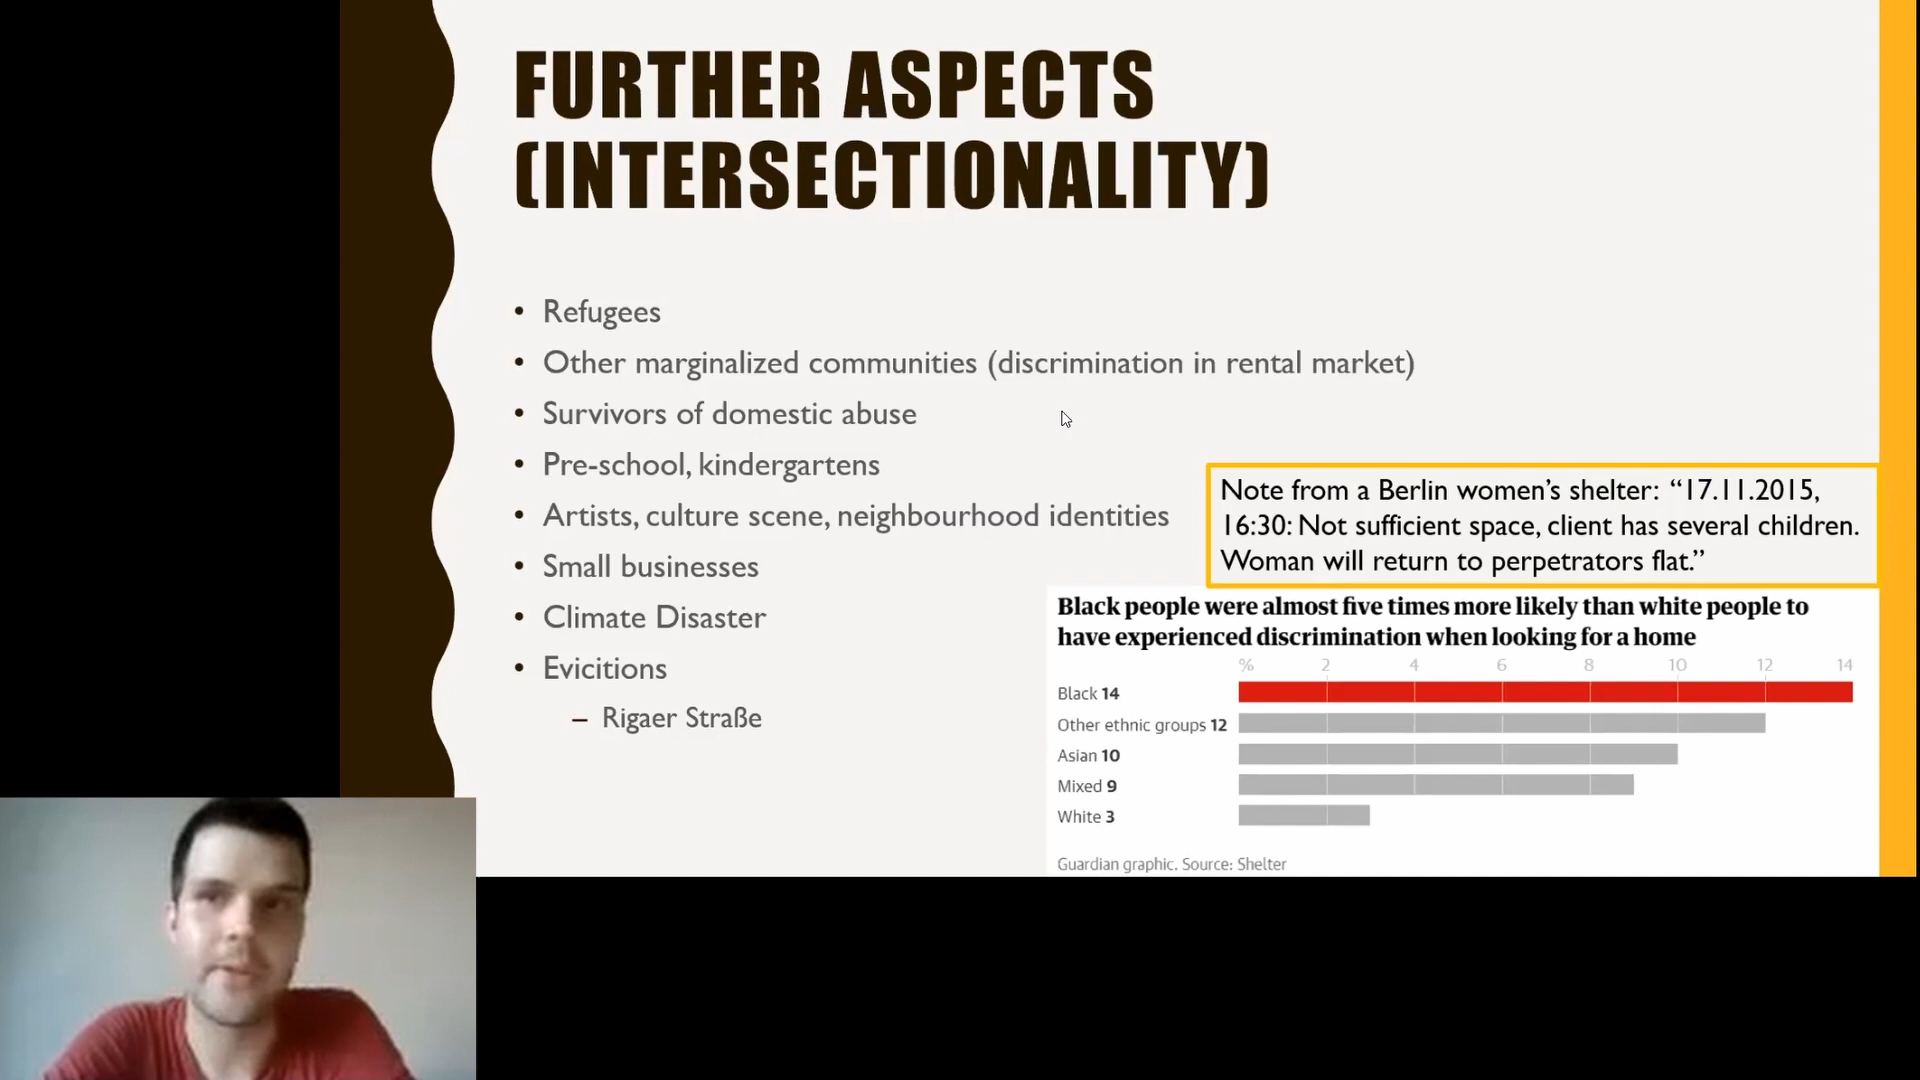 FURTHER ASPECTS
(INTERSECTIONALITY)
• Refugees
• Other marginalized communities (discrimination in rental market)
• Survivors of domestic abuse
• Pre-school, kindergartens
• Artists, culture scene, neighbourhood identities
• Small businesses
• Climate Disaster
• Evicitions
– Rigaer Straße
Note from a Berlin women’s shelter: “17.11.2015,
16:30: Not sufficient space, client has several children.
Woman will return to perpetrators flat.”
Black people were almost five times more likely than white people to
have experienced discrimination when looking for a home
% 2 4 6 8 10 12 14
Black 14
Other ethnic groups 12
Asian 10
Mixed 9
White 3
Guardian graphic. Source: Shelter